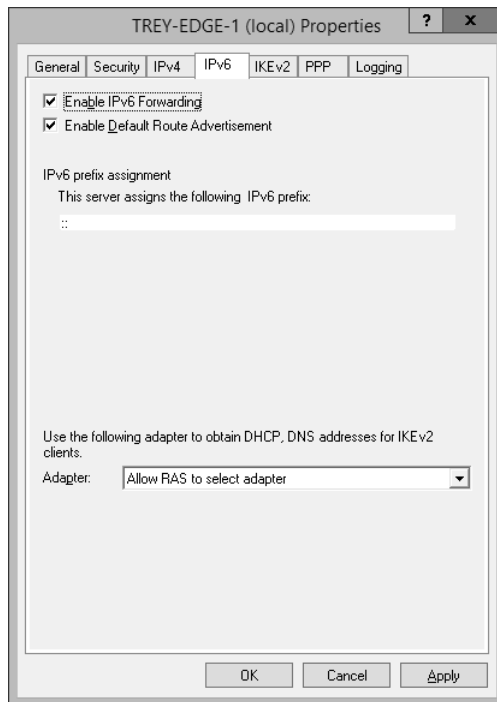 TREY-EDGE-1 (local) Properties ? x
General Security IPv4 IPv6 IKEv2 PPP Logging
Enable IPv6 Forwarding
Enable Default Route Advertisement
IPv6 prefix assignment
This server assigns the following IPv6 prefix:
::
Use the following adapter to obtain DHCP, DNS addresses for IKEv2
clients.
Adapter: Allow RAS to select adapter
OK Cancel Apply